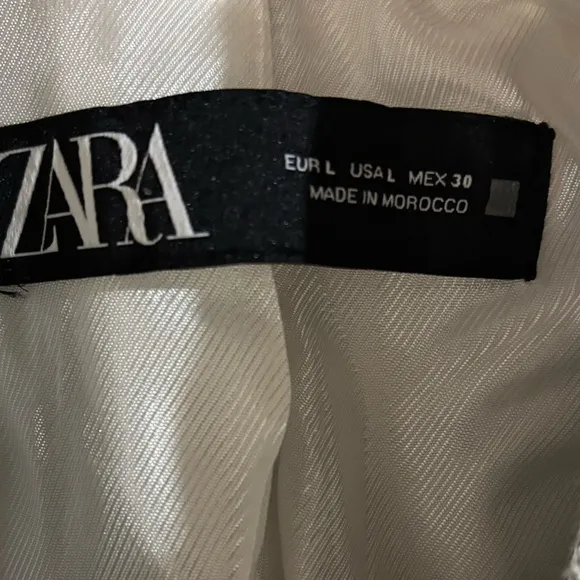 ZARA
EUR L USA L MEX 30
MADE IN MOROCCO